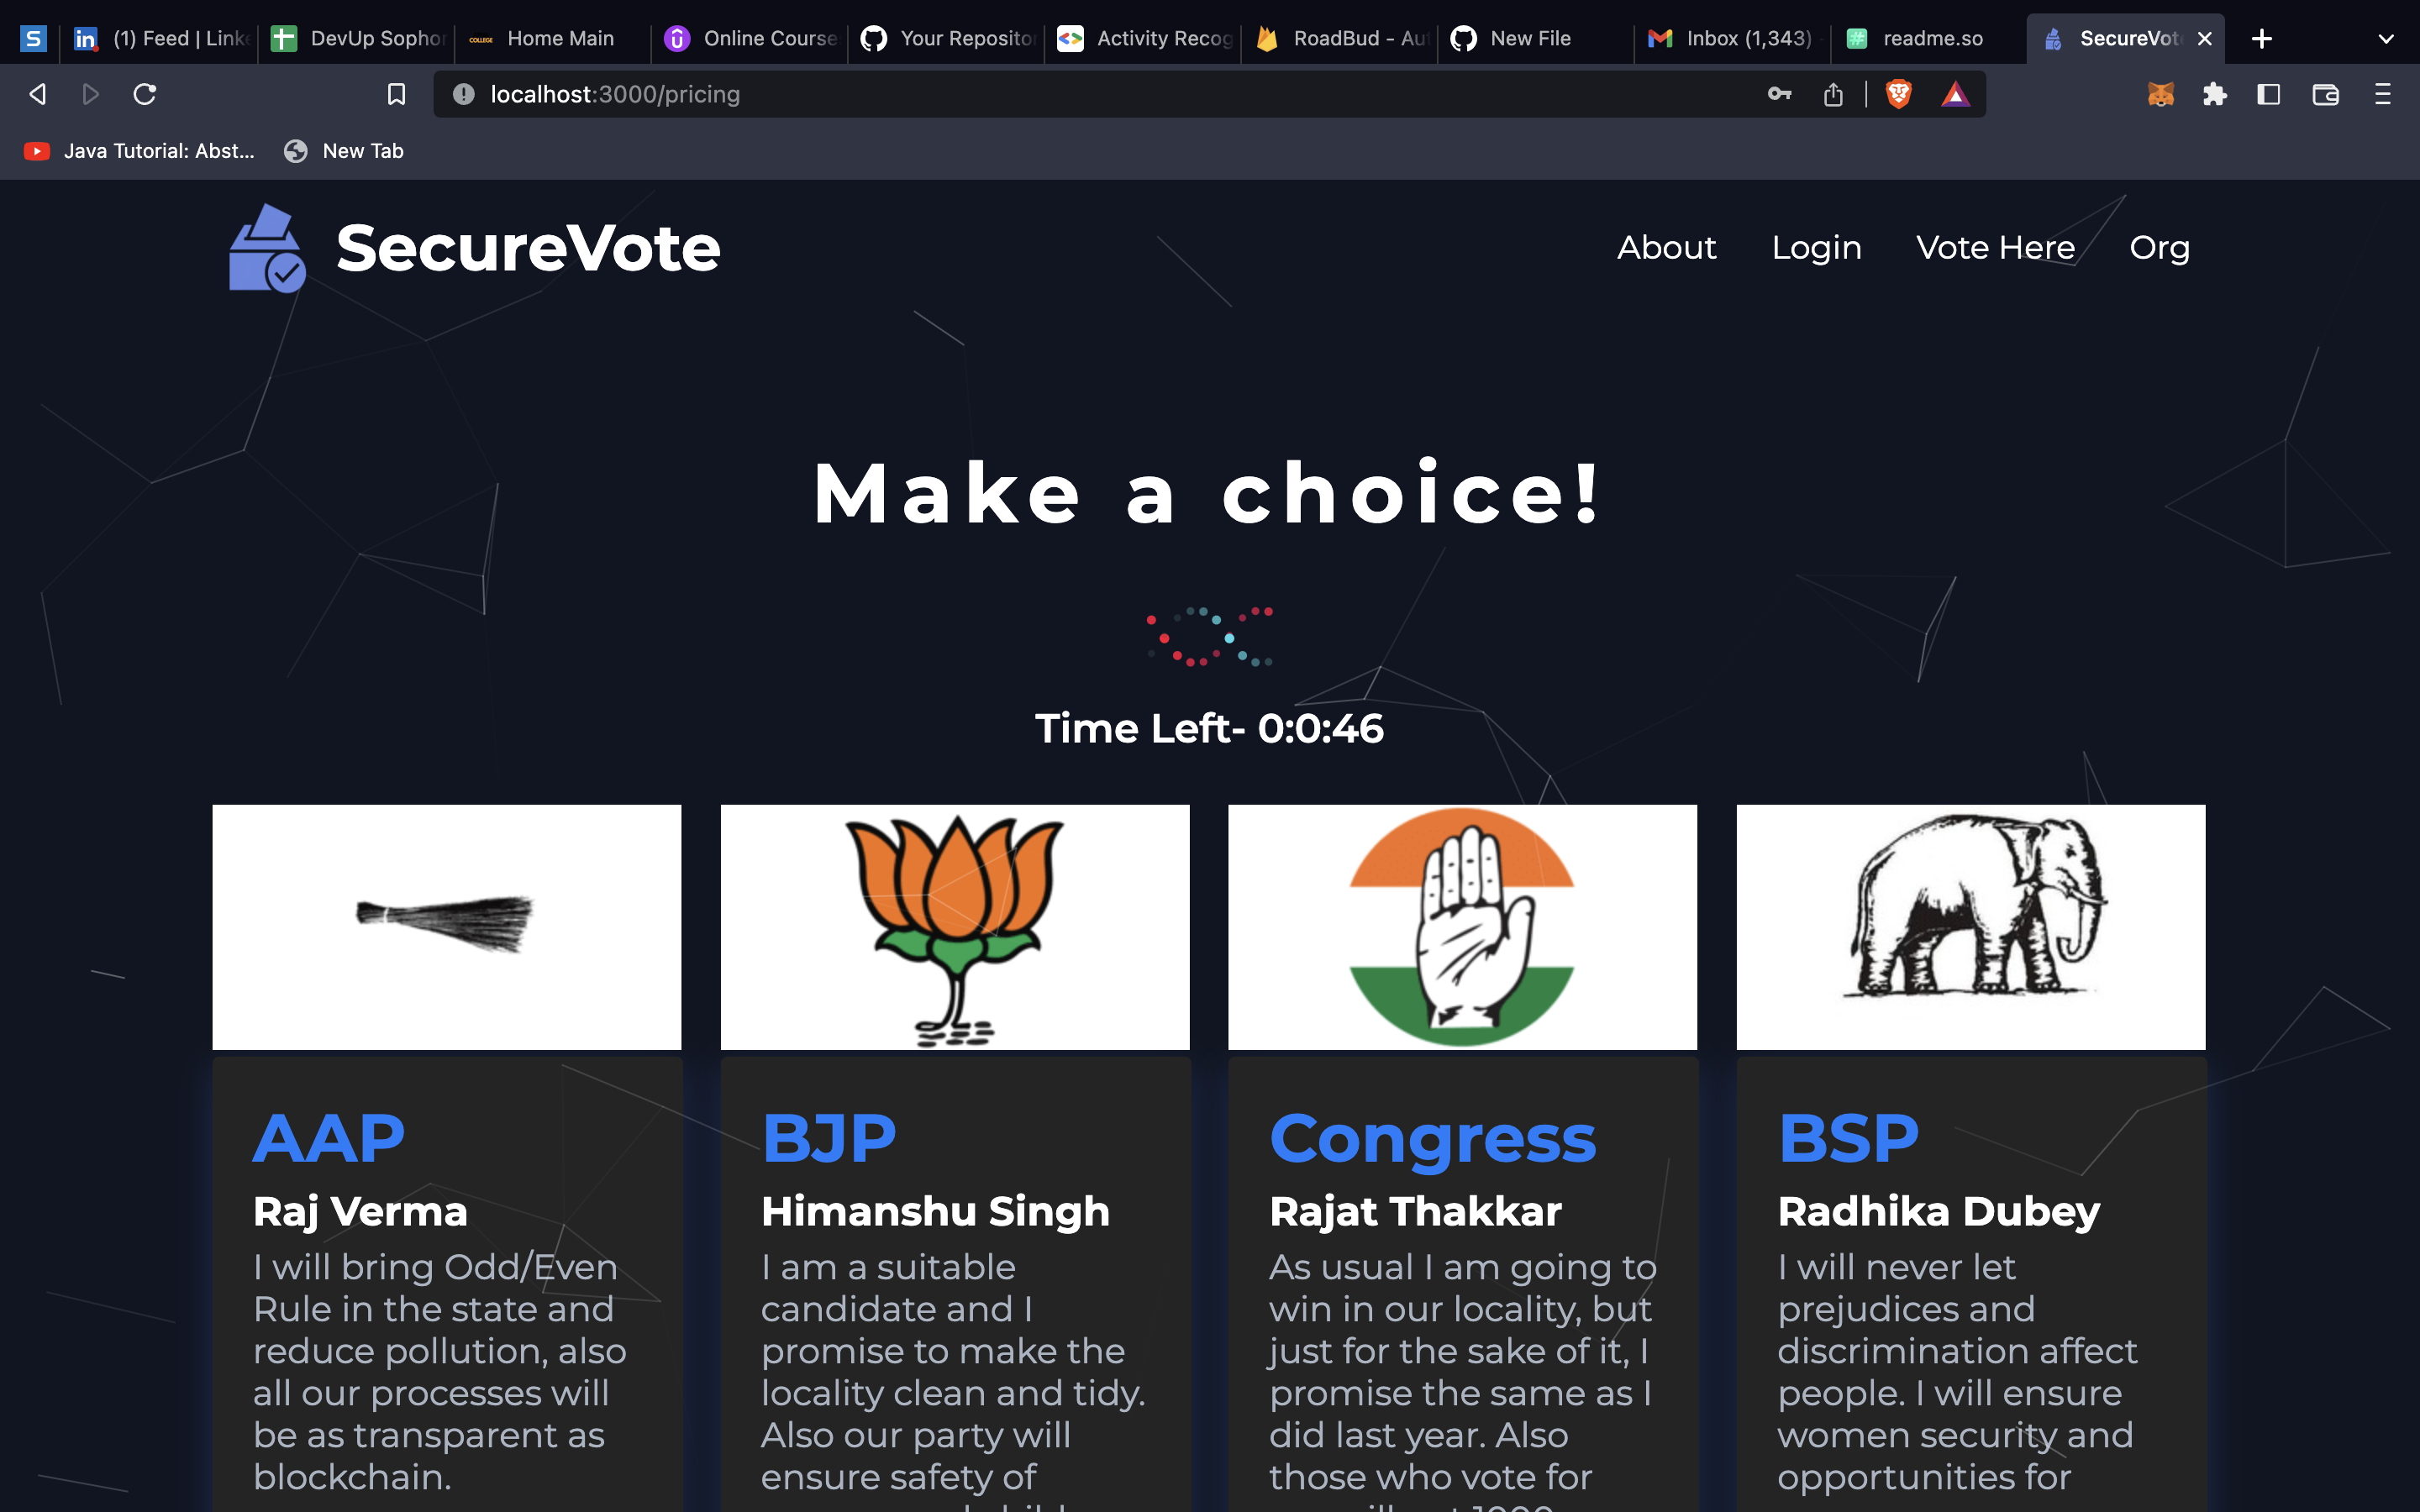 S
in
(1) Feed | Linke
DevUp Sophor
COLLEGE
Home Main
Online Course
Your Reposito
Activity Recog
RoadBud - Au
New File
Inbox (1,343)
readme.so
SecureVot
localhost:3000/pricing
Java Tutorial: Abst...
New Tab
SecureVote
About Login Vote Here Org
Make a choice!
Time Left- 0:0:46
AAP
Raj Verma
I will bring Odd/Even
Rule in the state and
reduce pollution, also
all our processes will
be as transparent as
blockchain.
BJP
Himanshu Singh
I am a suitable
candidate and I
promise to make the
locality clean and tidy.
Also our party will
ensure safety of
Congress
Rajat Thakkar
As usual I am going to
win in our locality, but
just for the sake of it, I
promise the same as I
did last year. Also
those who vote for
BSP
Radhika Dubey
I will never let
prejudices and
discrimination affect
people. I will ensure
women security and
opportunities for